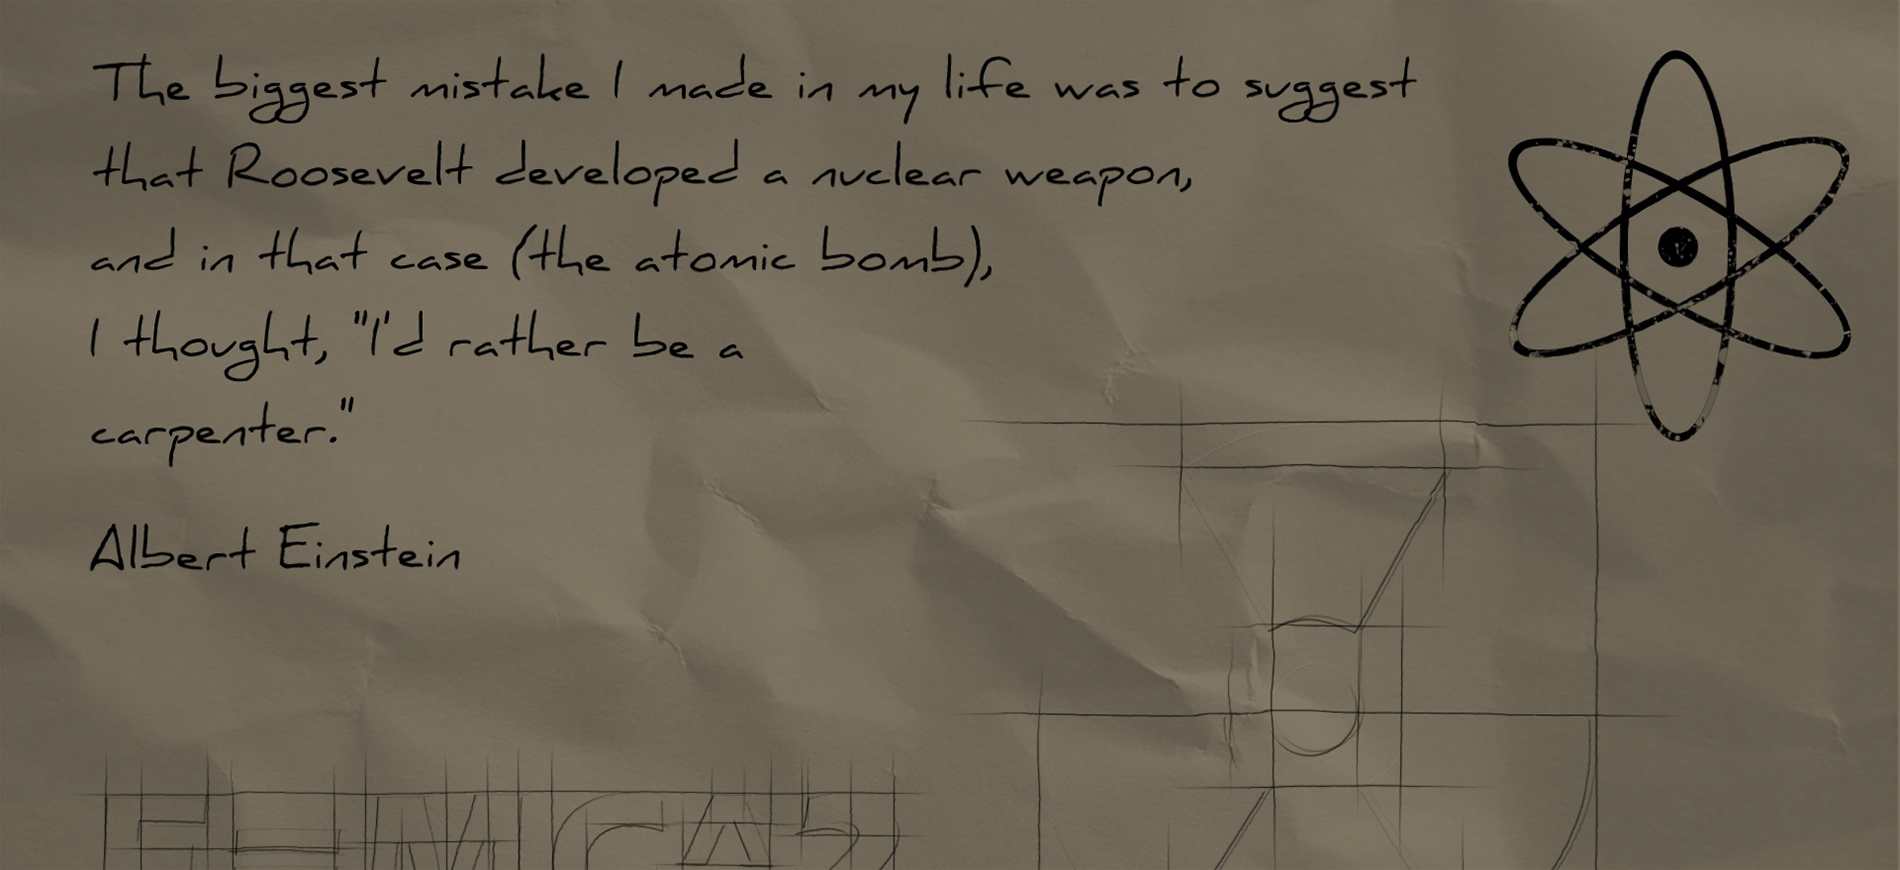 The biggest mistake I made in my life was to suggest
that Roosevelt developed a nuclear weapon,
and in that case (the atomic bomb),
I thought, "I'd rather be a
carpenter."
Albert Einstein